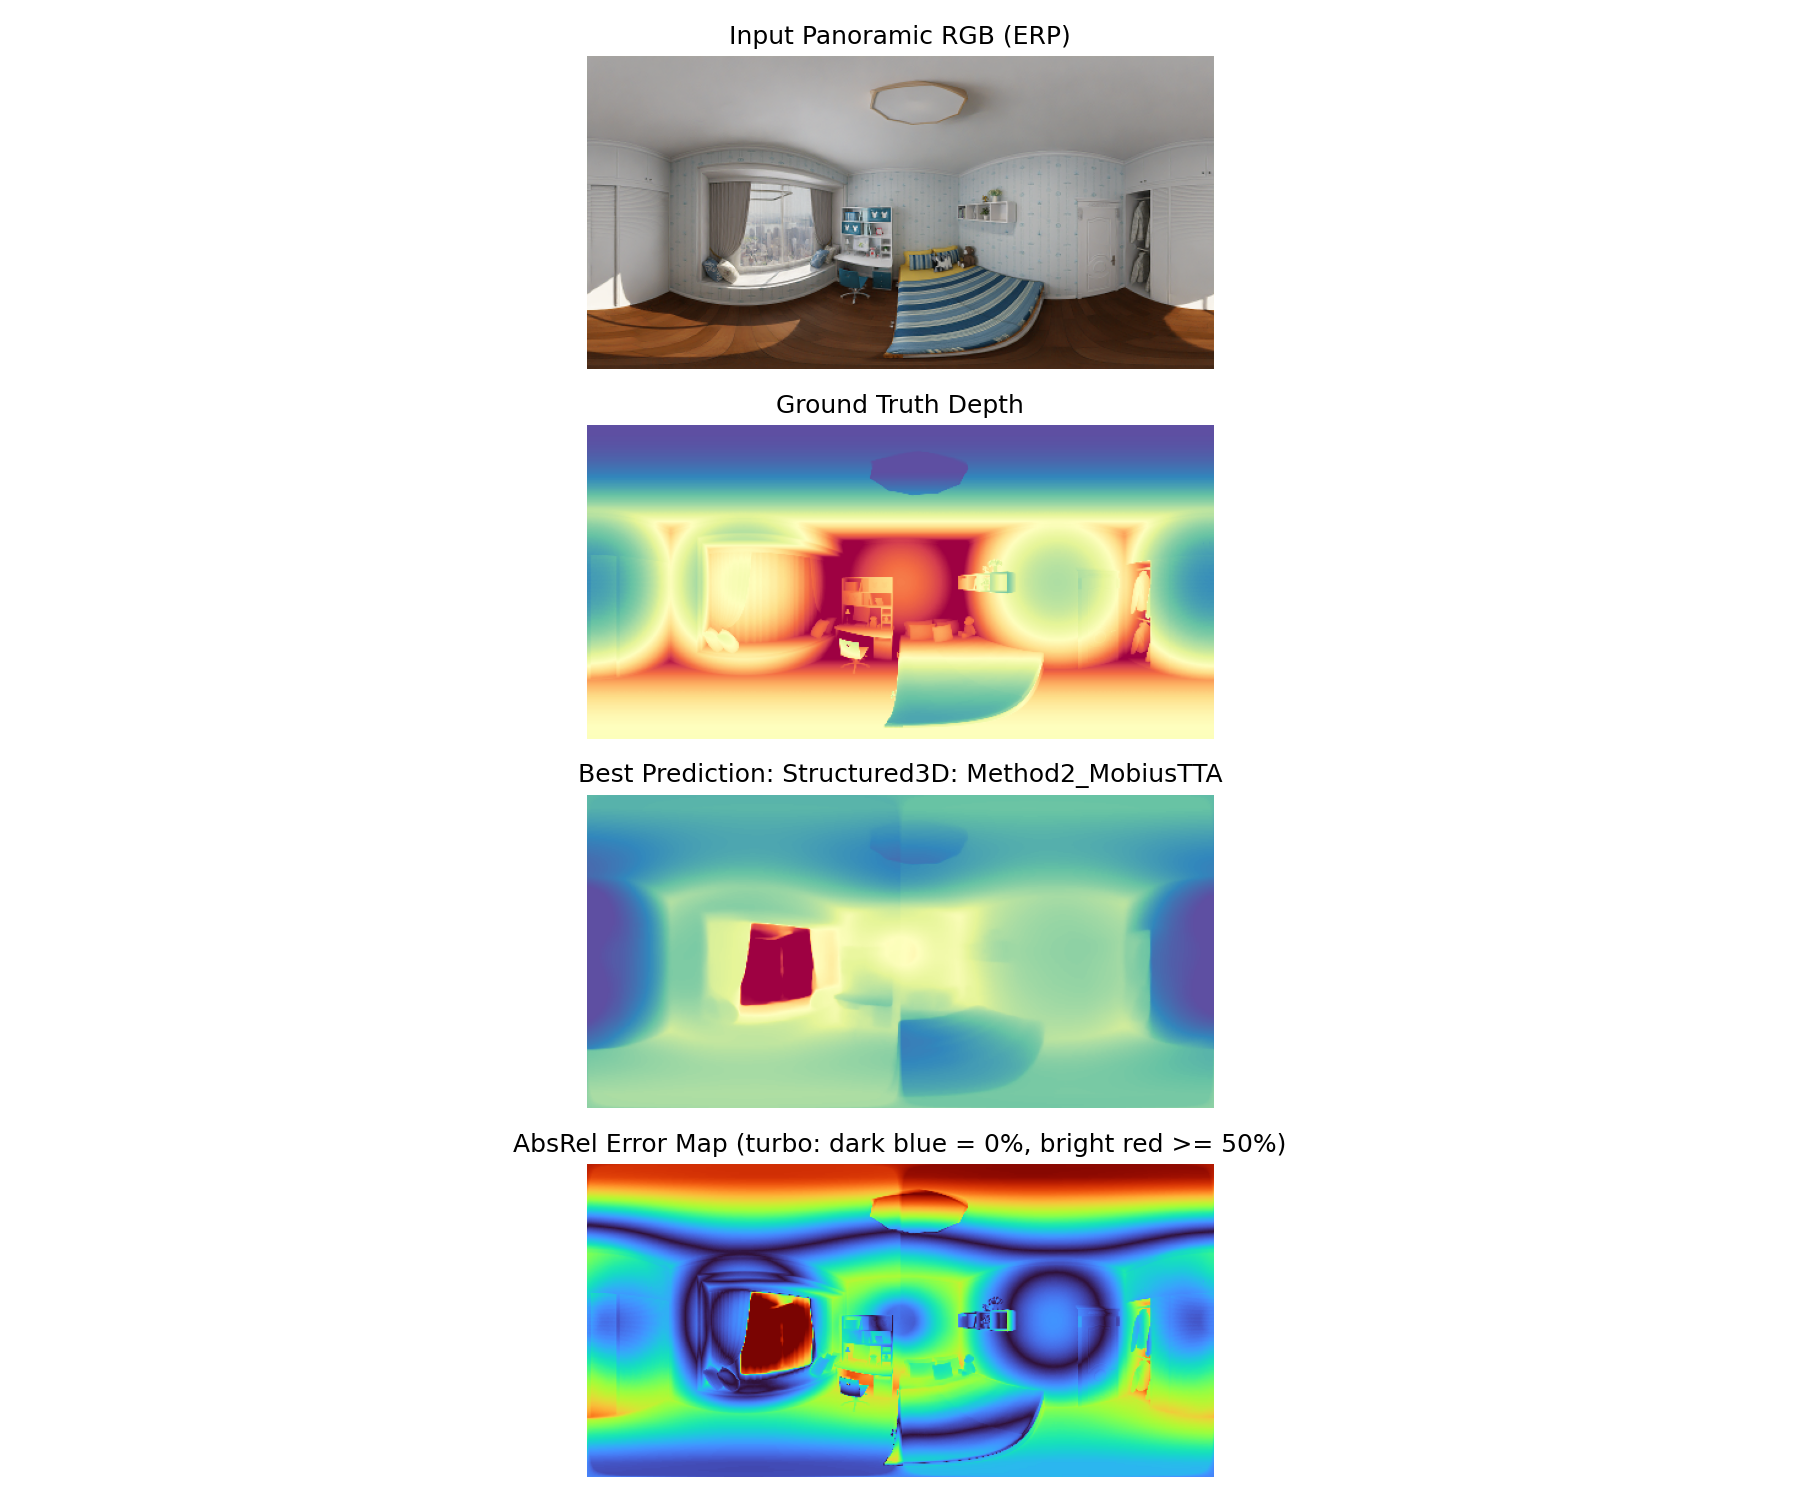 Input Panoramic RGB (ERP)
Ground Truth Depth
Best Prediction: Structured3D: Method2_MobiusTTA
AbsRel Error Map (turbo: dark blue = 0%, bright red >= 50%)